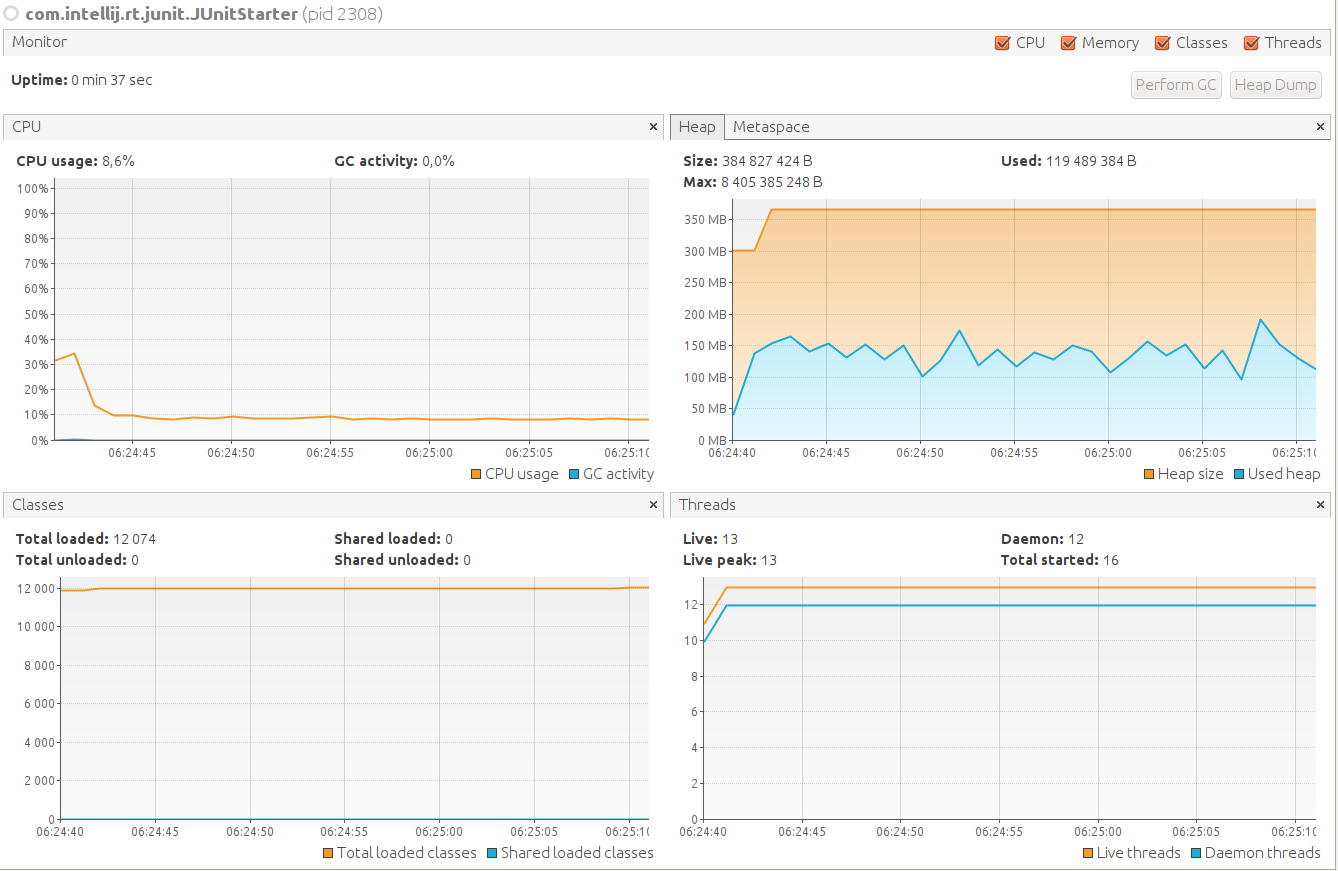 com.intellij.rt.junit.JUnitStarter (pid 2308)
Monitor
CPU Memory Classes Threads
Uptime: 0 min 37 sec
Perform GC Heap Dump
CPU
CPU usage: 8,6% GC activity: 0,0%
100%
90%
80%
70%
60%
50%
40%
30%
20%
10%
0%
06:24:45 06:24:50 06:24:55 06:25:00 06:25:05 06:25:10
CPU usage GC activity
Heap Metaspace
Size: 384 827 424 B Used: 119 489 384 B
Max: 8 405 385 248 B
350 MB
300 MB
250 MB
200 MB
150 MB
100 MB
50 MB
0 MB
06:24:40 06:24:45 06:24:50 06:24:55 06:25:00 06:25:05 06:25:10
Heap size Used heap
Classes
Total loaded: 12 074 Shared loaded: 0
Total unloaded: 0 Shared unloaded: 0
12 000
10 000
8 000
6 000
4 000
2 000
0
06:24:40 06:24:45 06:24:50 06:24:55 06:25:00 06:25:05 06:25:10
Total loaded classes Shared loaded classes
Threads
Live: 13 Daemon: 12
Live peak: 13 Total started: 16
12
10
8
6
4
2
0
06:24:40 06:24:45 06:24:50 06:24:55 06:25:00 06:25:05 06:25:10
Live threads Daemon threads